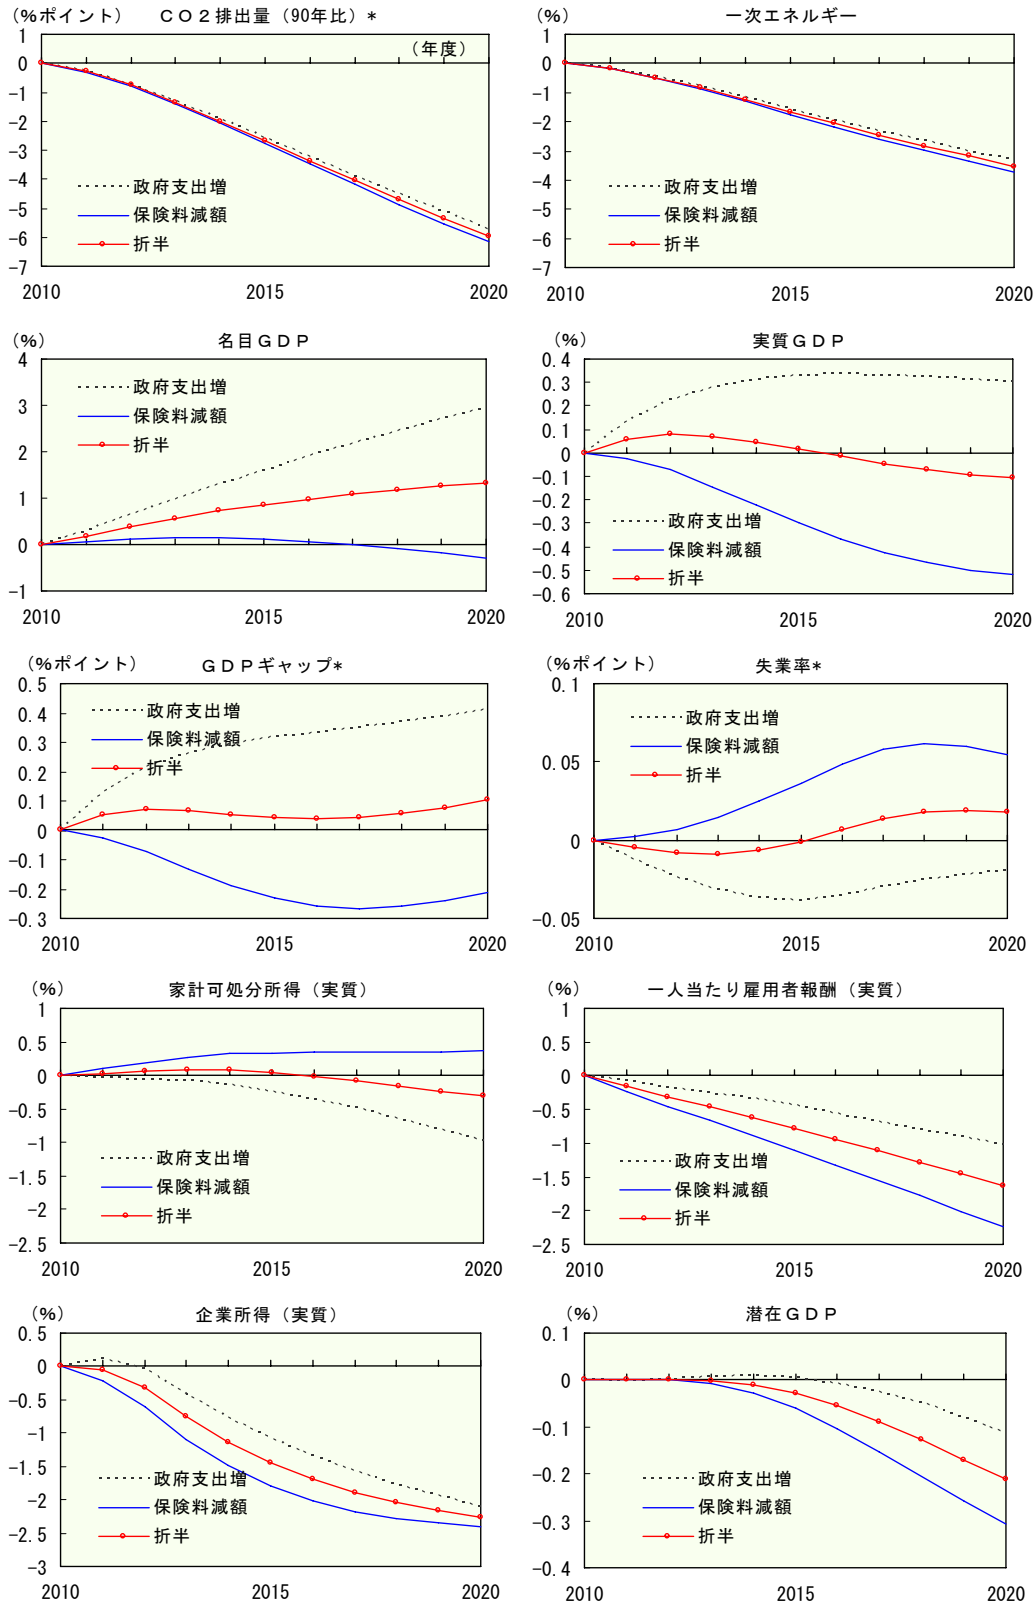 (%ポイント) ＣＯ２排出量（90年比）*
1
(年度)
0
-1
-2
-3
-4
-5
-6
-7
政府支出増
保険料減額
折半
2010 2015 2020
一次エネルギー
1
0
-1
-2
-3
-4
-5
-6
-7
政府支出増
保険料減額
折半
2010 2015 2020
(%) 名目ＧＤＰ
4
3
2
1
0
-1
政府支出増
保険料減額
折半
2010 2015 2020
(%) 実質ＧＤＰ
0.4
0.3
0.2
0.1
0
-0.1
-0.2
-0.3
-0.4
-0.5
-0.6
政府支出増
保険料減額
折半
2010 2015 2020
(%ポイント) ＧＤＰギャップ*
0.5
0.4
0.3
0.2
0.1
0
-0.1
-0.2
-0.3
政府支出増
保険料減額
折半
2010 2015 2020
(%ポイント) 失業率*
0.1
0.05
0
-0.05
政府支出増
保険料減額
折半
2010 2015 2020
(%) 家計可処分所得（実質）
1
0.5
0
-0.5
-1
-1.5
-2
-2.5
政府支出増
保険料減額
折半
2010 2015 2020
(%) 一人当たり雇用者報酬（実質）
1
0.5
0
-0.5
-1
-1.5
-2
-2.5
政府支出増
保険料減額
折半
2010 2015 2020
(%) 企業所得（実質）
0.5
0
-0.5
-1
-1.5
-2
-2.5
-3
政府支出増
保険料減額
折半
2010 2015 2020
(%) 潜在ＧＤＰ
0.1
0
-0.1
-0.2
-0.3
-0.4
政府支出増
保険料減額
折半
2010 2015 2020